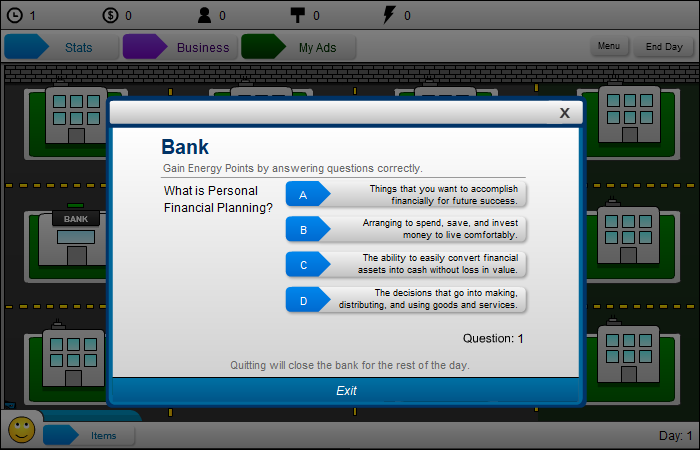 1
0
0
0
0
Stats
Business
My Ads
Menu
End Day
X
Bank
Gain Energy Points by answering questions correctly.
What is Personal
Financial Planning?
A
Things that you want to accomplish
financially for future success.
B
Arranging to spend, save, and invest
money to live comfortably.
C
The ability to easily convert financial
assets into cash without loss in value.
D
The decisions that go into making,
distributing, and using goods and services.
BANK
Question: 1
Quitting will close the bank for the rest of the day.
Exit
Items
Day: 1